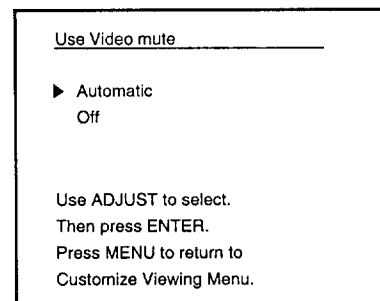 Use Video mute
Automatic
Off
Use ADJUST to select.
Then press ENTER.
Press MENU to return to
Customize Viewing Menu.